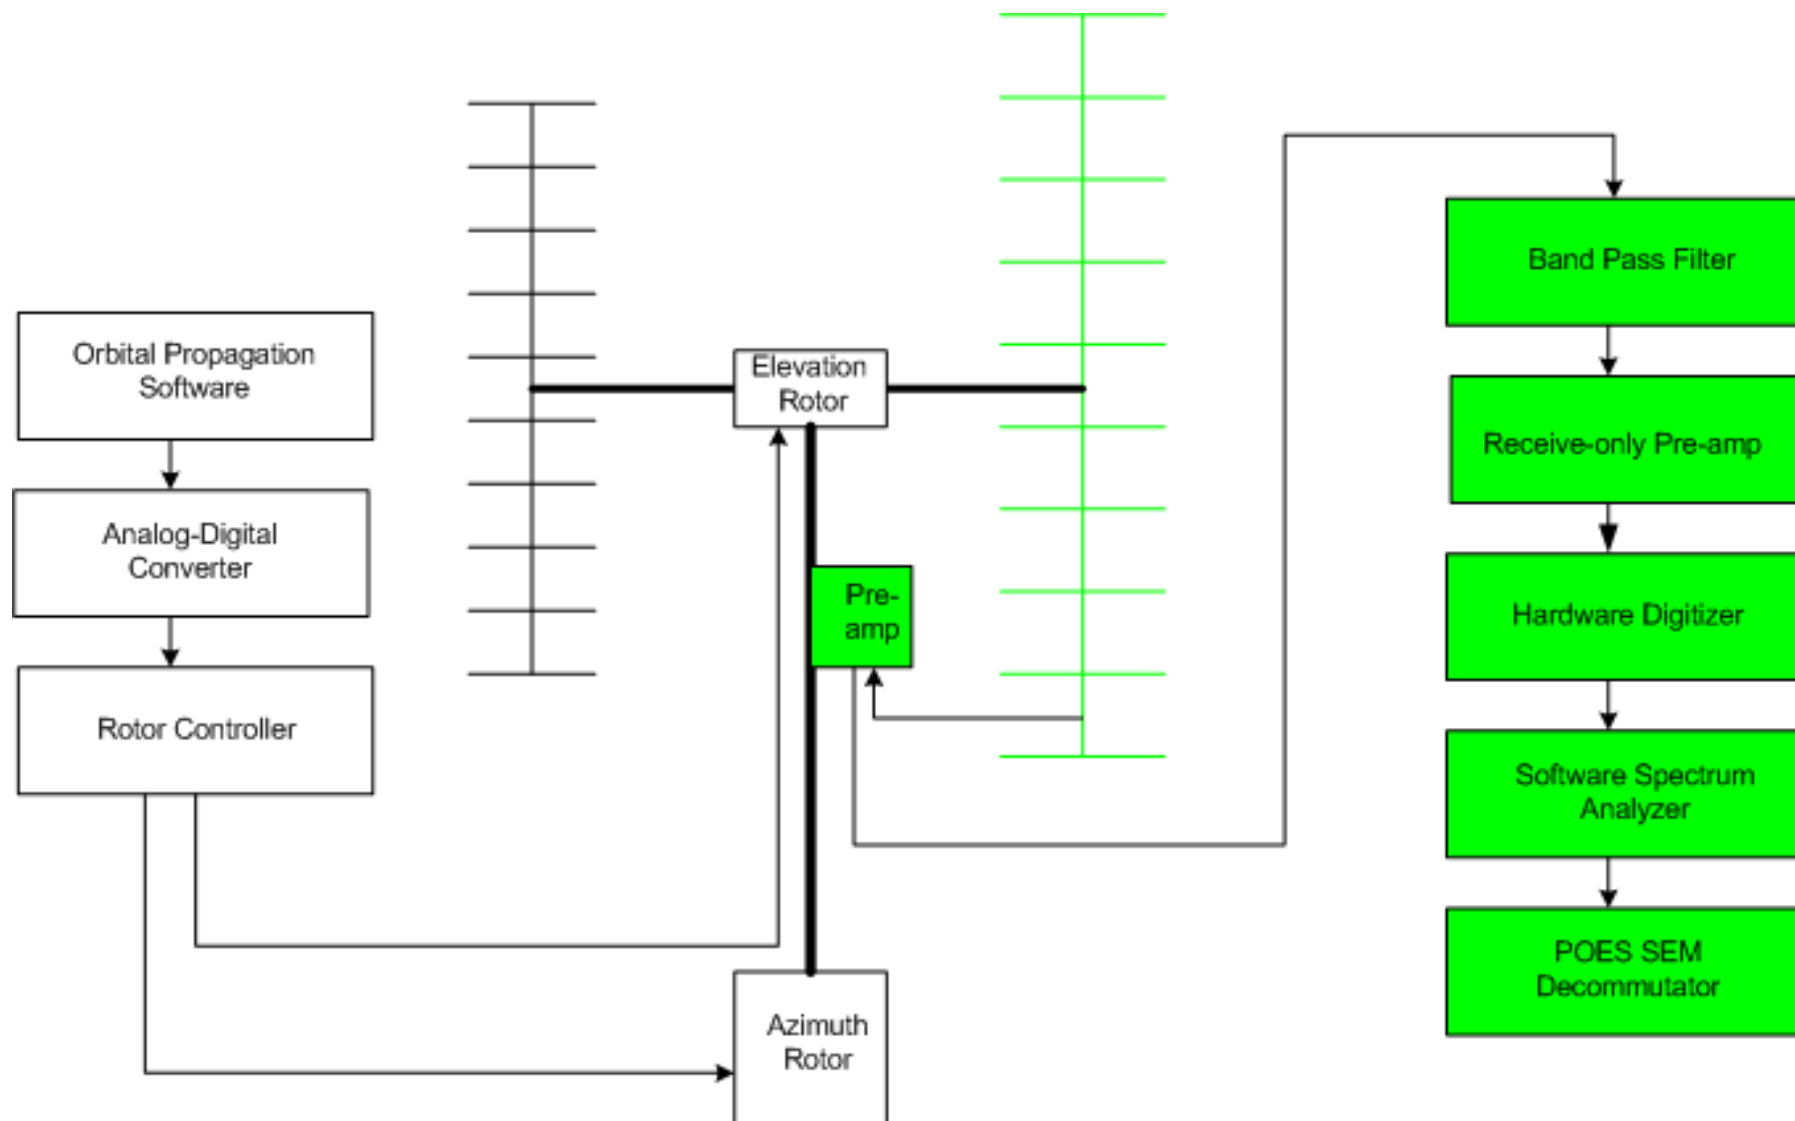 Orbital Propagation
Software
Analog-Digital
Converter
Rotor Controller
Elevation
Rotor
Pre-
amp
Azimuth
Rotor
Band Pass Filter
Receive-only Pre-amp
Hardware Digitizer
Software Spectrum
Analyzer
POES SEM
Decommutator